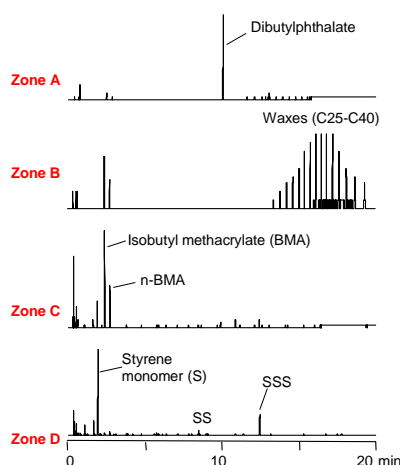 Dibutylphthalate
Zone A
Waxes (C25-C40)
Zone B
Isobutyl methacrylate (BMA)
n-BMA
Zone C
Styrene
monomer (S)
SSS
SS
Zone D
0 10 20 min